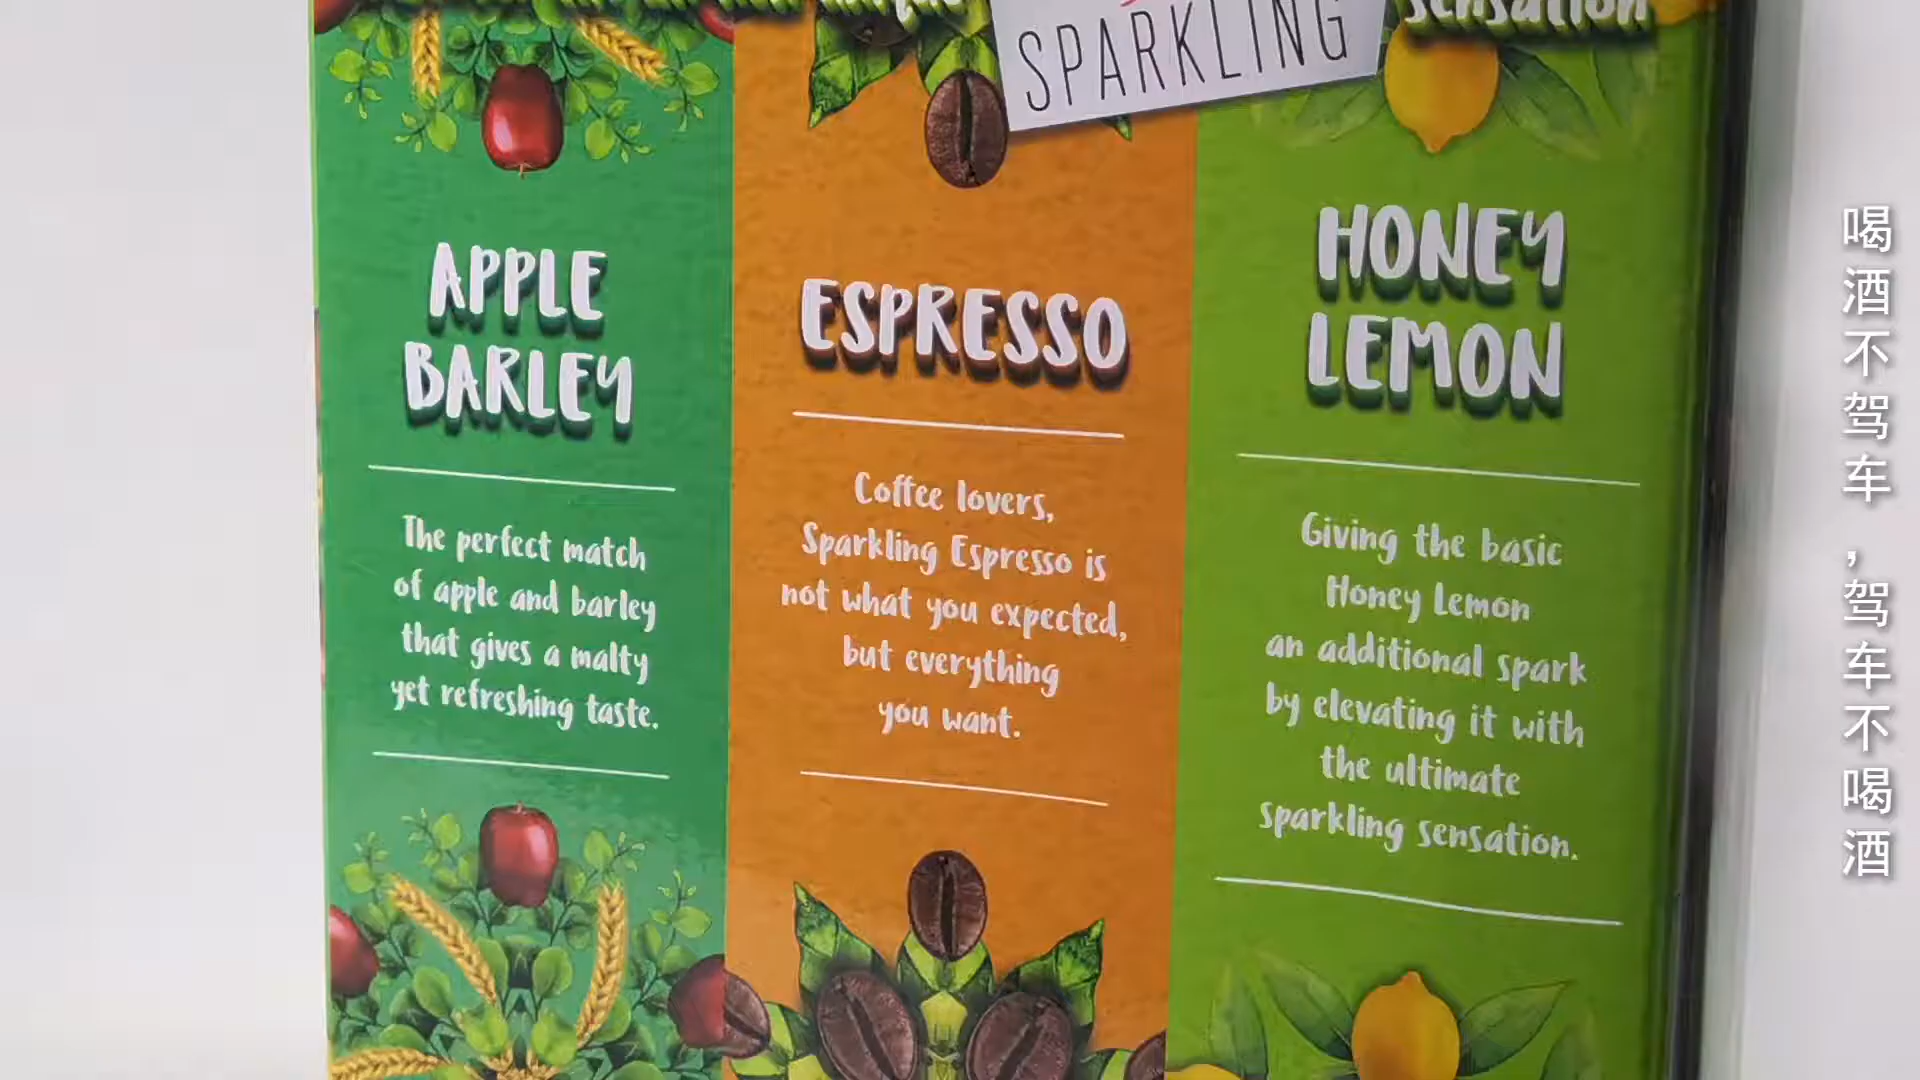 SPARKLING
sensation
APPLE
BARLEY
The perfect match
of apple and barley
that gives a malty
yet refreshing taste.
ESPRESSO
Coffee lovers,
Sparkling Espresso is
not what you expected,
but everything
you want.
HONEY
LEMON
Giving the basic
Honey Lemon
an additional spark
by elevating it with
the ultimate
sparkling sensation.
喝酒不驾车，驾车不喝酒